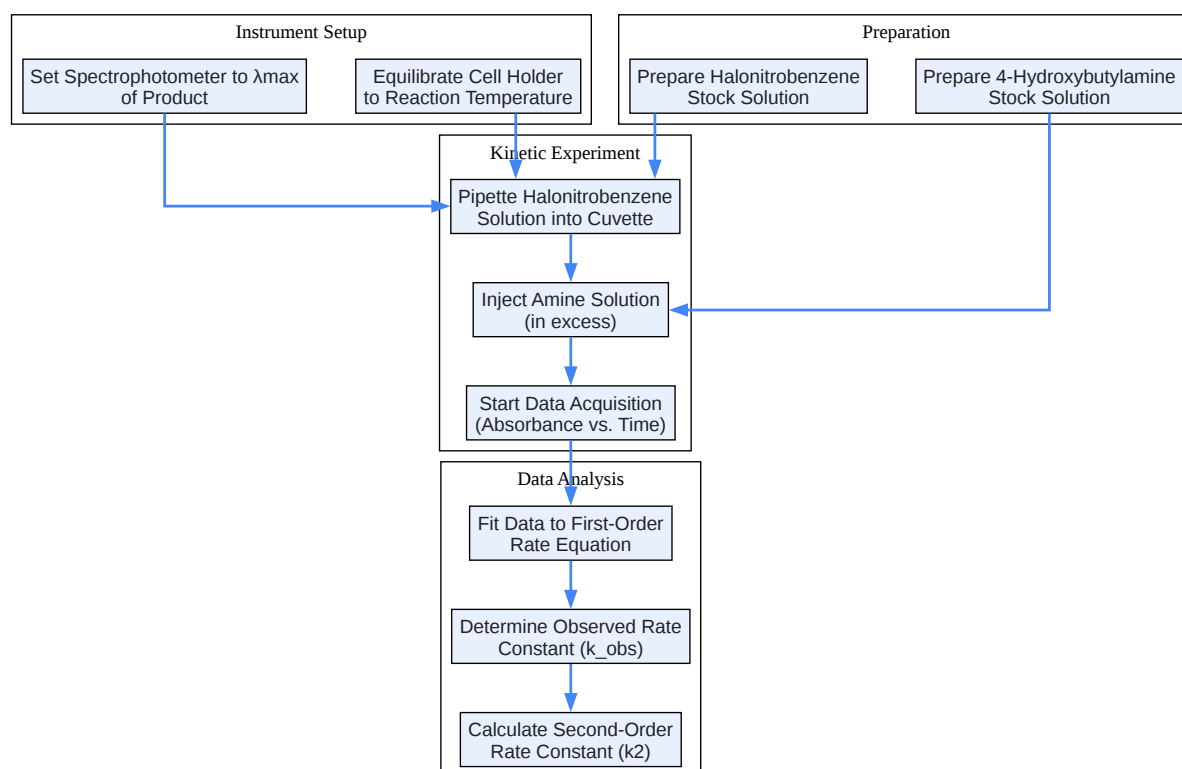 Instrument Setup
Set Spectrophotometer to λmax
of Product
Equilibrate Cell Holder
to Reaction Temperature
Preparation
Prepare Halonitrobenzene
Stock Solution
Prepare 4-Hydroxybutylamine
Stock Solution
Kinetic Experiment
Pipette Halonitrobenzene
Solution into Cuvette
Inject Amine Solution
(in excess)
Start Data Acquisition
(Absorbance vs. Time)
Data Analysis
Fit Data to First-Order
Rate Equation
Determine Observed Rate
Constant (k_obs)
Calculate Second-Order
Rate Constant (k2)